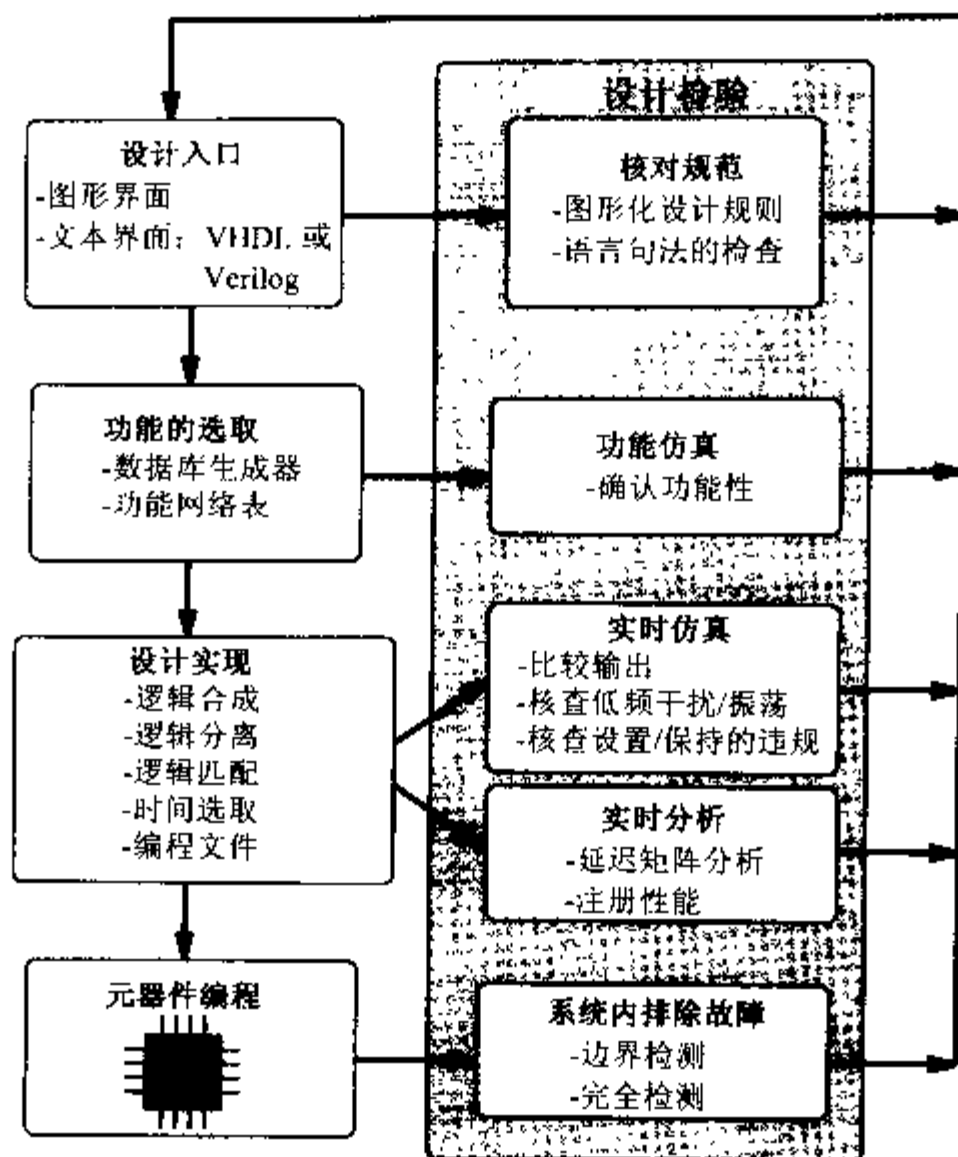 设计检验
设计入口
-图形界面
-文本界面：VHDL 或
Verilog
核对规范
-图形化设计规则
-语言句法的检查
功能的选取
-数据库生成器
-功能网络表
功能仿真
-确认功能性
设计实现
-逻辑合成
-逻辑分离
-逻辑匹配
-时间选取
-编程文件
实时仿真
-比较输出
-核查低频干扰/振荡
-核查设置/保持的违规
实时分析
-延迟矩阵分析
-注册性能
元器件编程
系统内排除故障
-边界检测
-完全检测